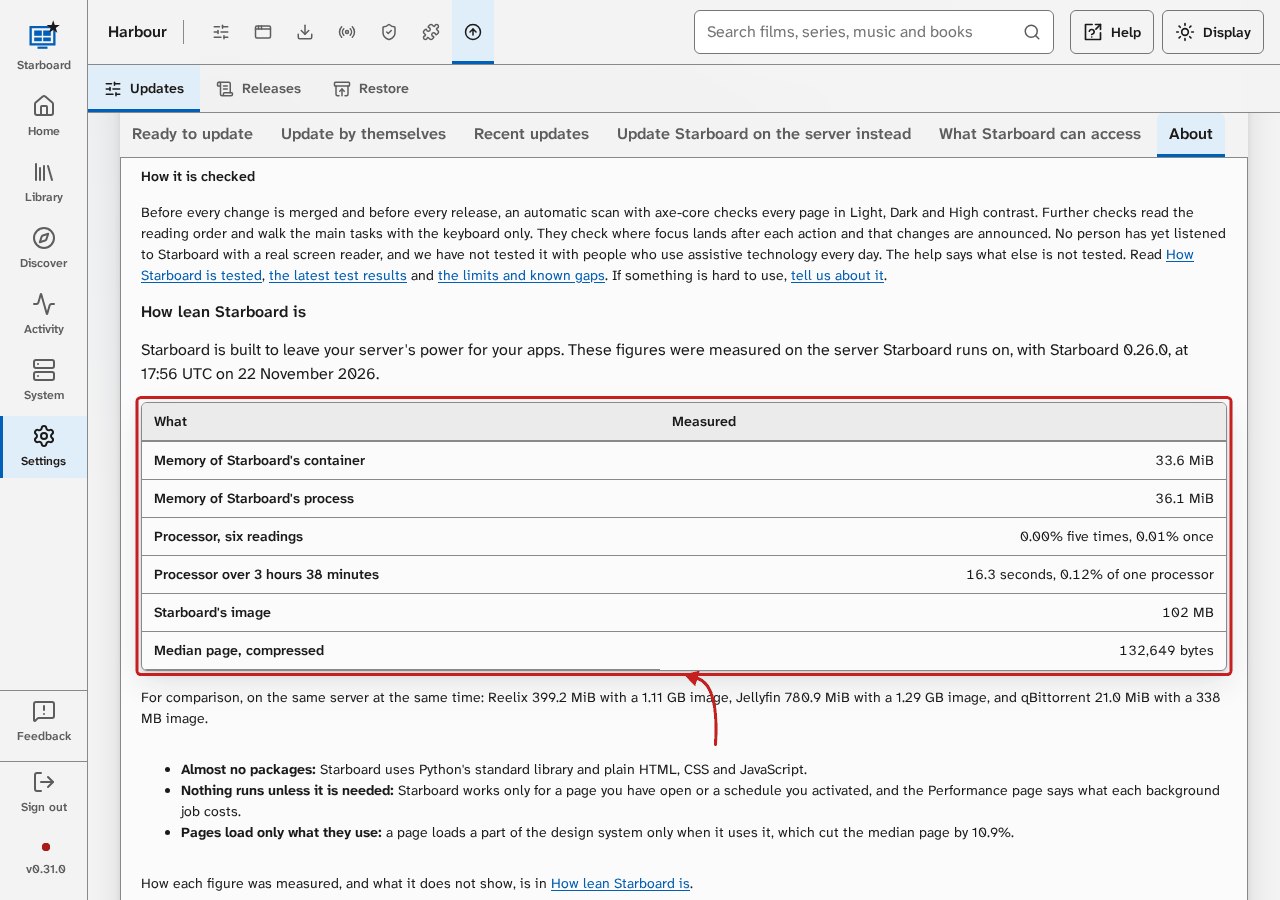 Starboard
Home
Library
Discover
Activity
System
Settings
Feedback
Sign out
v0.31.0
Harbour
Search films, series, music and books
Help
Display
Updates
Releases
Restore
Ready to update
Update by themselves
Recent updates
Update Starboard on the server instead
What Starboard can access
About
How it is checked
Before every change is merged and before every release, an automatic scan with axe-core checks every page in Light, Dark and High contrast. Further checks read the
reading order and walk the main tasks with the keyboard only. They check where focus lands after each action and that changes are announced. No person has yet listened
to Starboard with a real screen reader, and we have not tested it with people who use assistive technology every day. The help says what else is not tested. Read How
Starboard is tested, the latest test results and the limits and known gaps. If something is hard to use, tell us about it.
How lean Starboard is
Starboard is built to leave your server's power for your apps. These figures were measured on the server Starboard runs on, with Starboard 0.26.0, at
17:56 UTC on 22 November 2026.
What Measured
Memory of Starboard's container 33.6 MiB
Memory of Starboard's process 36.1 MiB
Processor, six readings 0.00% five times, 0.01% once
Processor over 3 hours 38 minutes 16.3 seconds, 0.12% of one processor
Starboard's image 102 MB
Median page, compressed 132,649 bytes
For comparison, on the same server at the same time: Reelix 399.2 MiB with a 1.11 GB image, Jellyfin 780.9 MiB with a 1.29 GB image, and qBittorrent 21.0 MiB with a 338
MB image.
• Almost no packages: Starboard uses Python's standard library and plain HTML, CSS and JavaScript.
• Nothing runs unless it is needed: Starboard works only for a page you have open or a schedule you activated, and the Performance page says what each background
job costs.
• Pages load only what they use: a page loads a part of the design system only when it uses it, which cut the median page by 10.9%.
How each figure was measured, and what it does not show, is in How lean Starboard is.